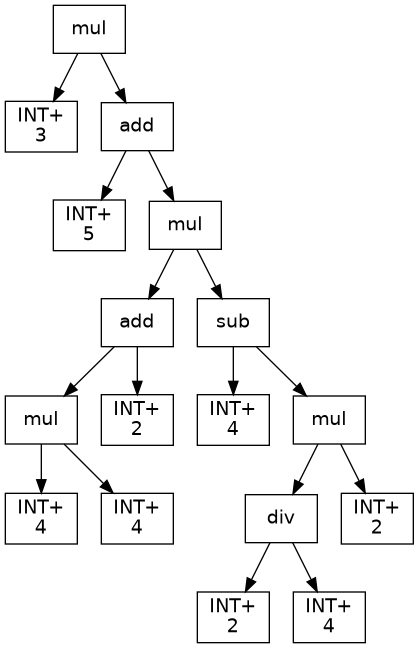 mul
INT+
3
add
INT+
5
mul
add
sub
mul
INT+
2
INT+
4
mul
INT+
4
INT+
4
div
INT+
2
INT+
2
INT+
4